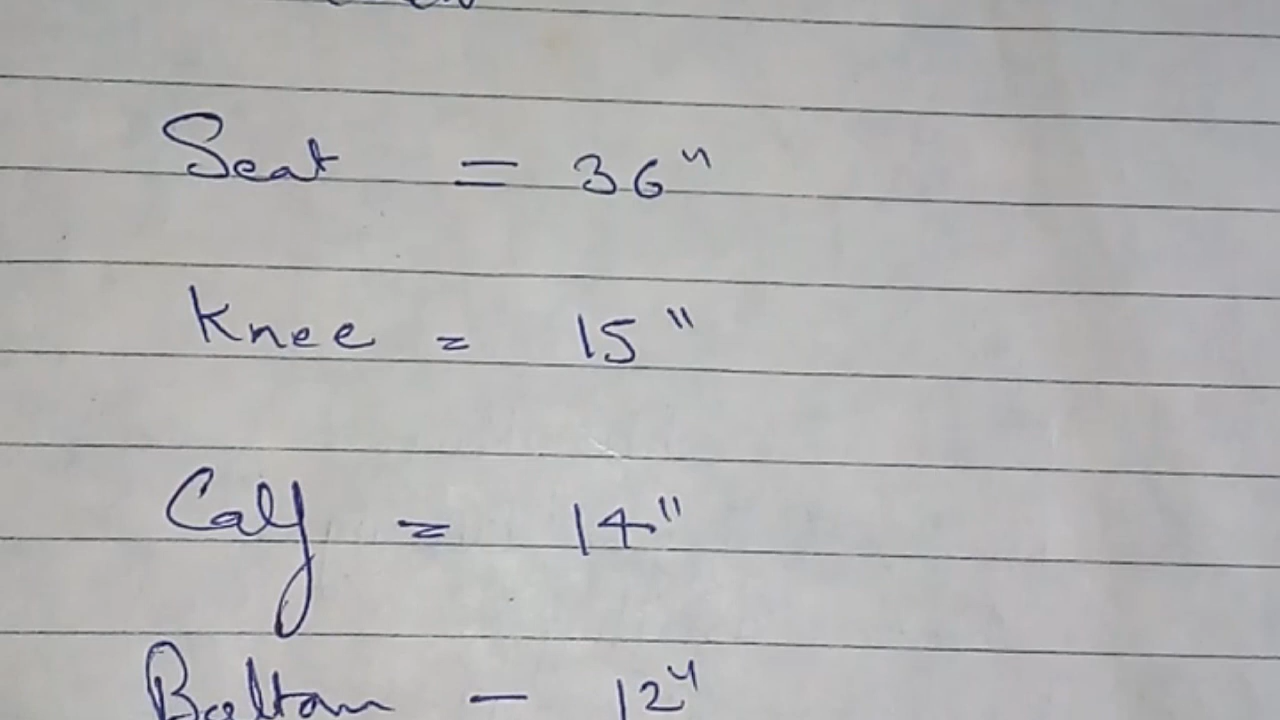 Seat = 36"
Knee = 15"
Calf = 14"
Bottom - 12"